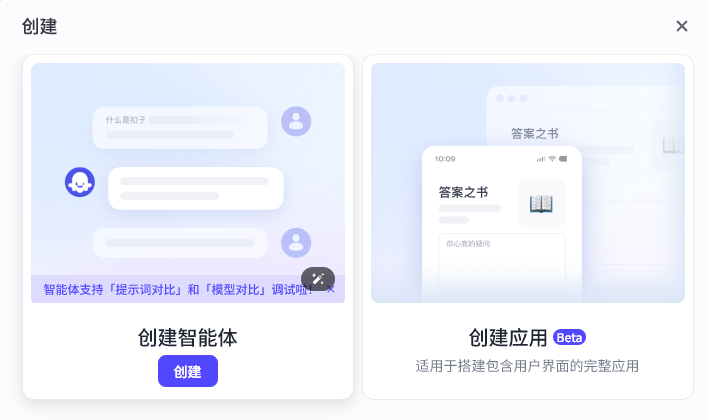 创建
什么是扣子
智能体支持「提示词对比」和「模型对比」调试啦!
创建智能体
创建
答案之书
10:09
答案之书
你心底的疑问
创建应用 Beta
适用于搭建包含用户界面的完整应用